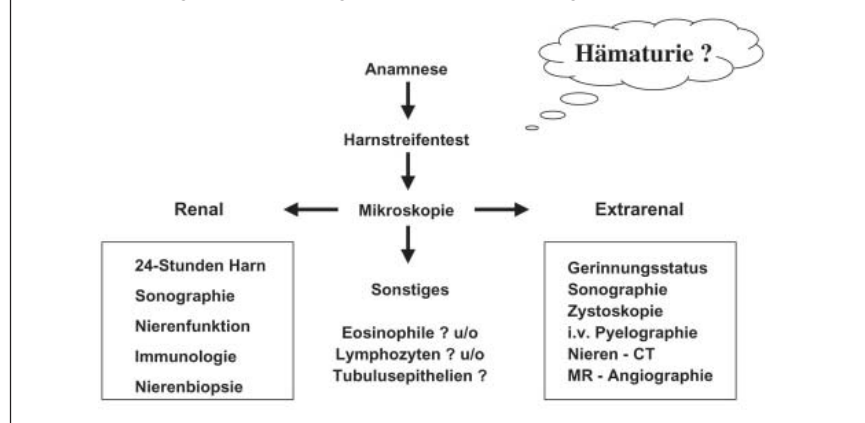 Hämaturie ?
Anamnese
Harnstreifentest
Mikroskopie
Renal
24-Stunden Harn
Sonographie
Nierenfunktion
Immunologie
Nierenbiopsie
Sonstiges
Eosinophile ? u/o
Lymphozyten ? u/o
Tubulusepithelien ?
Extrarenal
Gerinnungsstatus
Sonographie
Zystoskopie
i.v. Pyelographie
Nieren - CT
MR - Angiographie